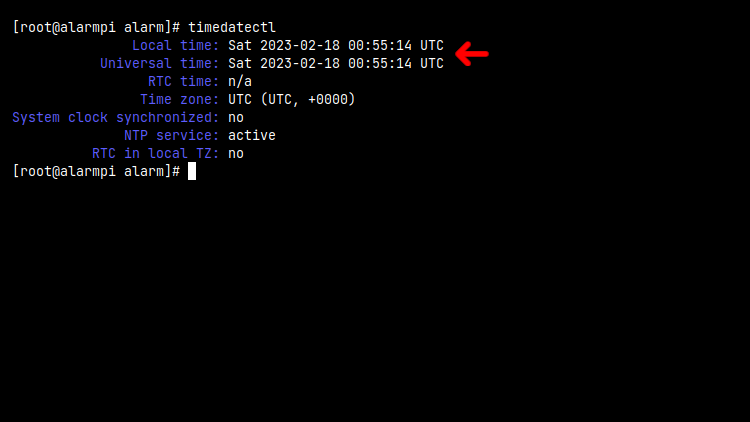 [root@alarmpi alarm]# timedatectl
Local time: Sat 2023-02-18 00:55:14 UTC
Universal time: Sat 2023-02-18 00:55:14 UTC
RTC time: n/a
Time zone: UTC (UTC, +0000)
System clock synchronized: no
NTP service: active
RTC in local TZ: no
[root@alarmpi alarm]#